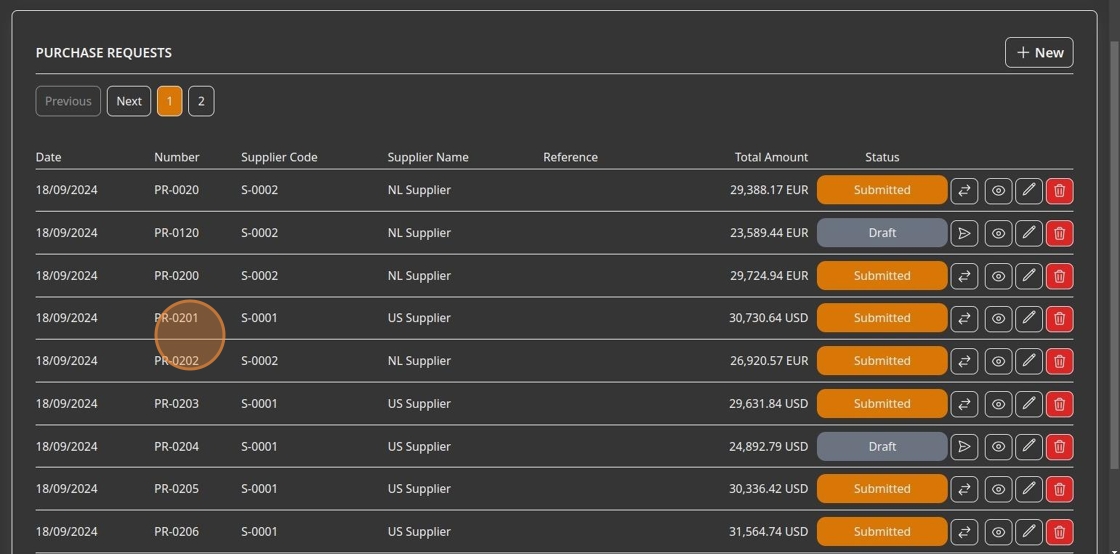 PURCHASE REQUESTS
+ New
Previous Next 1 2
Date Number Supplier Code Supplier Name Reference Total Amount Status
18/09/2024 PR-0020 S-0002 NL Supplier 29,388.17 EUR Submitted
18/09/2024 PR-0120 S-0002 NL Supplier 23,589.44 EUR Draft
18/09/2024 PR-0200 S-0002 NL Supplier 29,724.94 EUR Submitted
18/09/2024 PR-0201 S-0001 US Supplier 30,730.64 USD Submitted
18/09/2024 PR-0202 S-0002 NL Supplier 26,920.57 EUR Submitted
18/09/2024 PR-0203 S-0001 US Supplier 29,631.84 USD Submitted
18/09/2024 PR-0204 S-0001 US Supplier 24,892.79 USD Draft
18/09/2024 PR-0205 S-0001 US Supplier 30,336.42 USD Submitted
18/09/2024 PR-0206 S-0001 US Supplier 31,564.74 USD Submitted